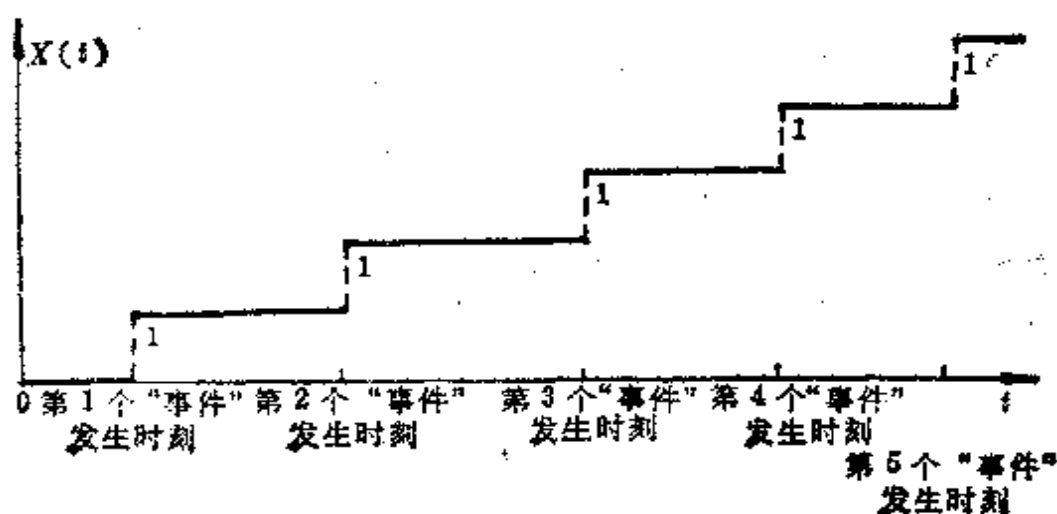 X(t)
1
1
1
1
1
0 第1个“事件” 第2个“事件” 第3个“事件” 第4个“事件” t
发生时刻 发生时刻 发生时刻 发生时刻
第5个“事件”
发生时刻